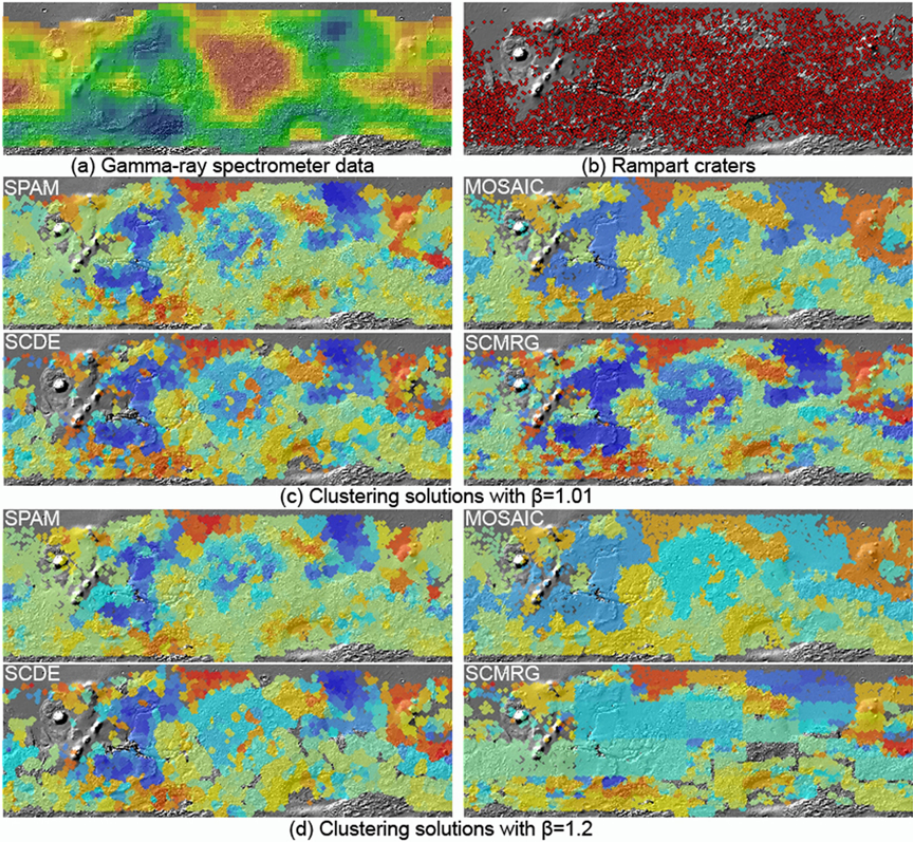 (a) Gamma-ray spectrometer data
(b) Rampart craters
SPAM
MOSAIC
SCDE
SCMRG
(c) Clustering solutions with β=1.01
SPAM
MOSAIC
SCDE
SCMRG
(d) Clustering solutions with β=1.2